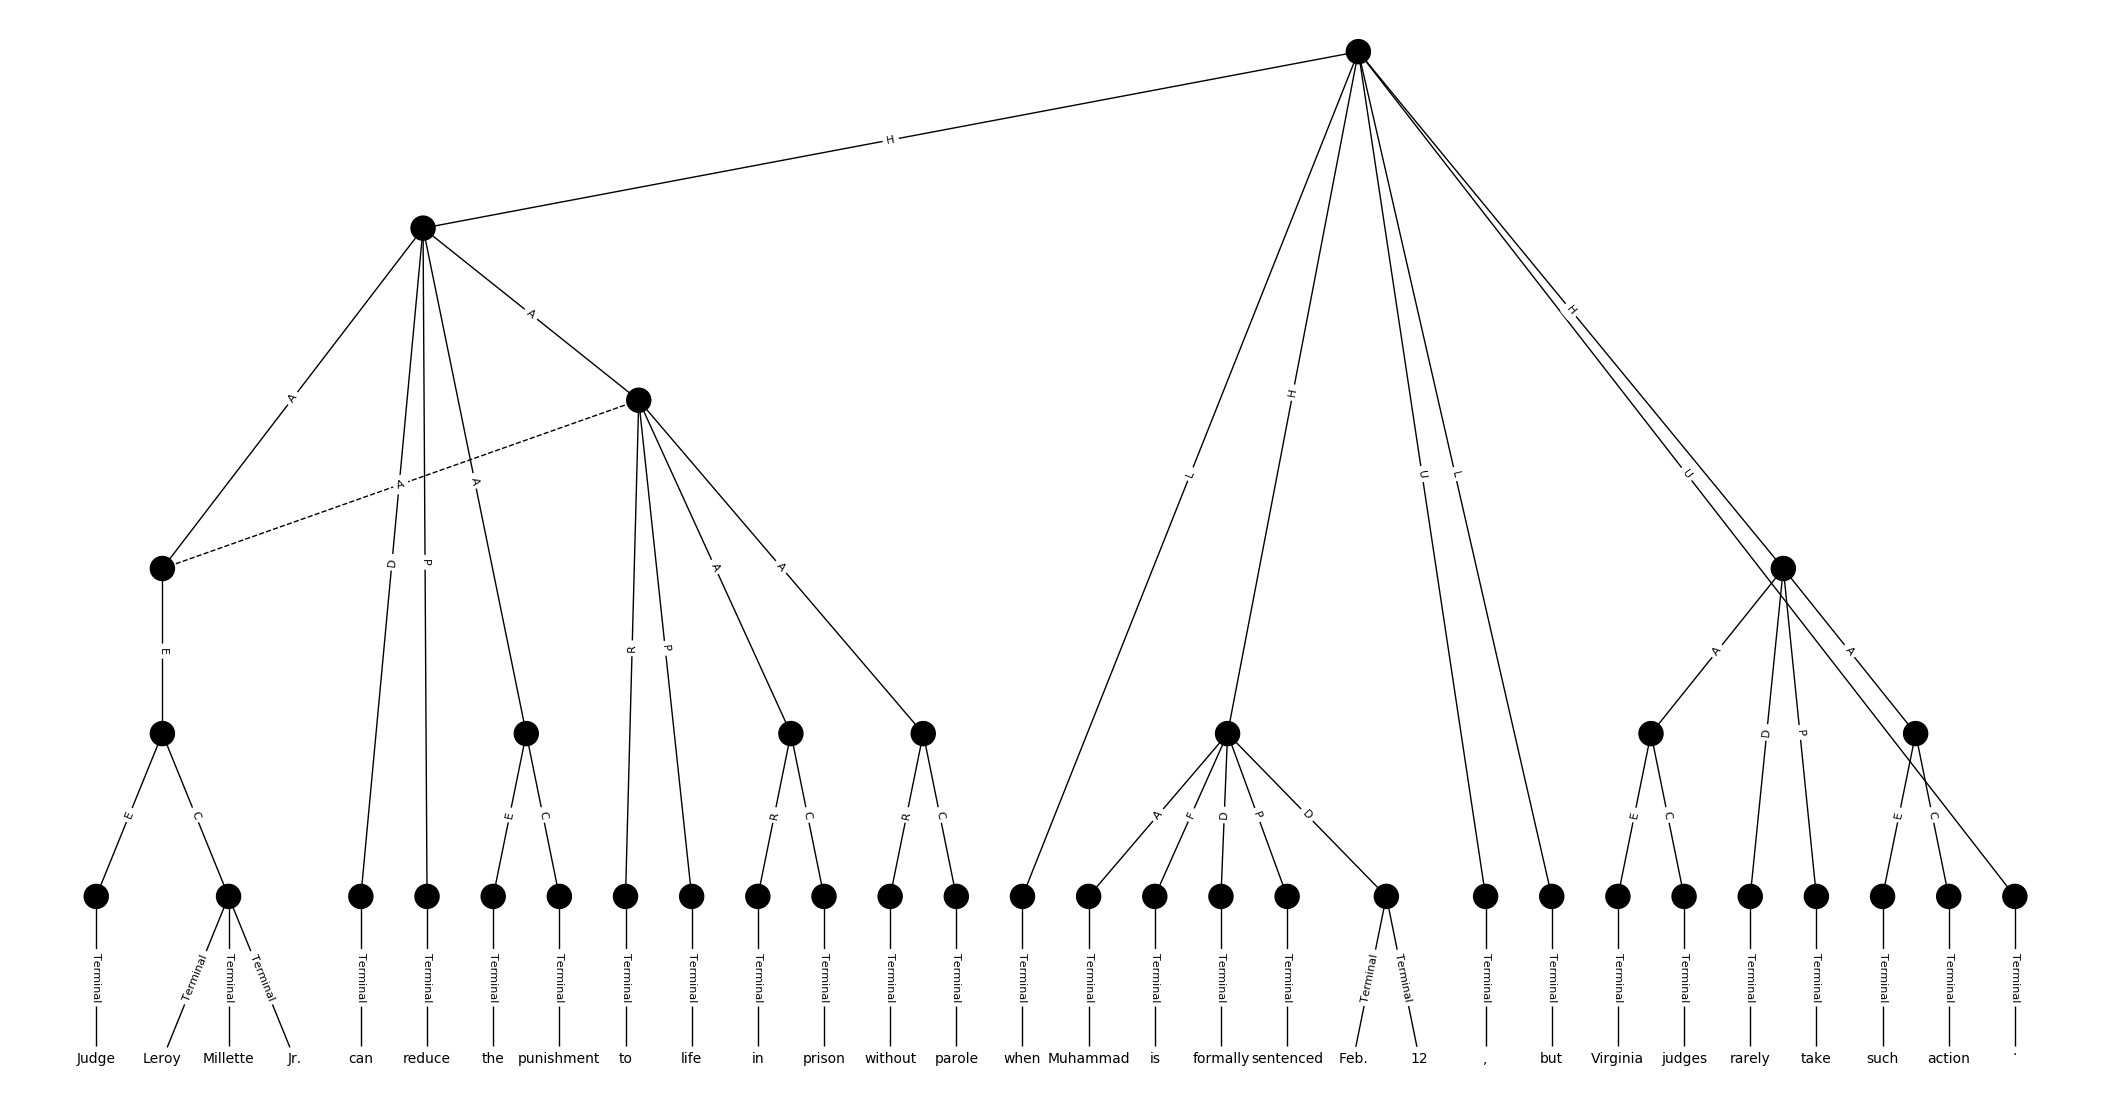 H
A
A
A
L
H
H
U
U
L
A
D
P
A
A
E
R
P
A
A
A
D
P
A
E
C
E
C
R
C
R
C
A
F
D
P
D
E
C
E
C
Terminal Terminal Terminal Terminal Terminal Terminal Terminal Terminal Terminal Terminal Terminal Terminal Terminal Terminal Terminal Terminal Terminal Terminal Terminal Terminal Terminal Terminal Terminal Terminal Terminal Terminal Terminal Terminal Terminal Terminal
Judge Leroy Millette Jr. can reduce the punishment to life in prison without parole when Muhammad is formally sentenced Feb. 12 , but Virginia judges rarely take such action .